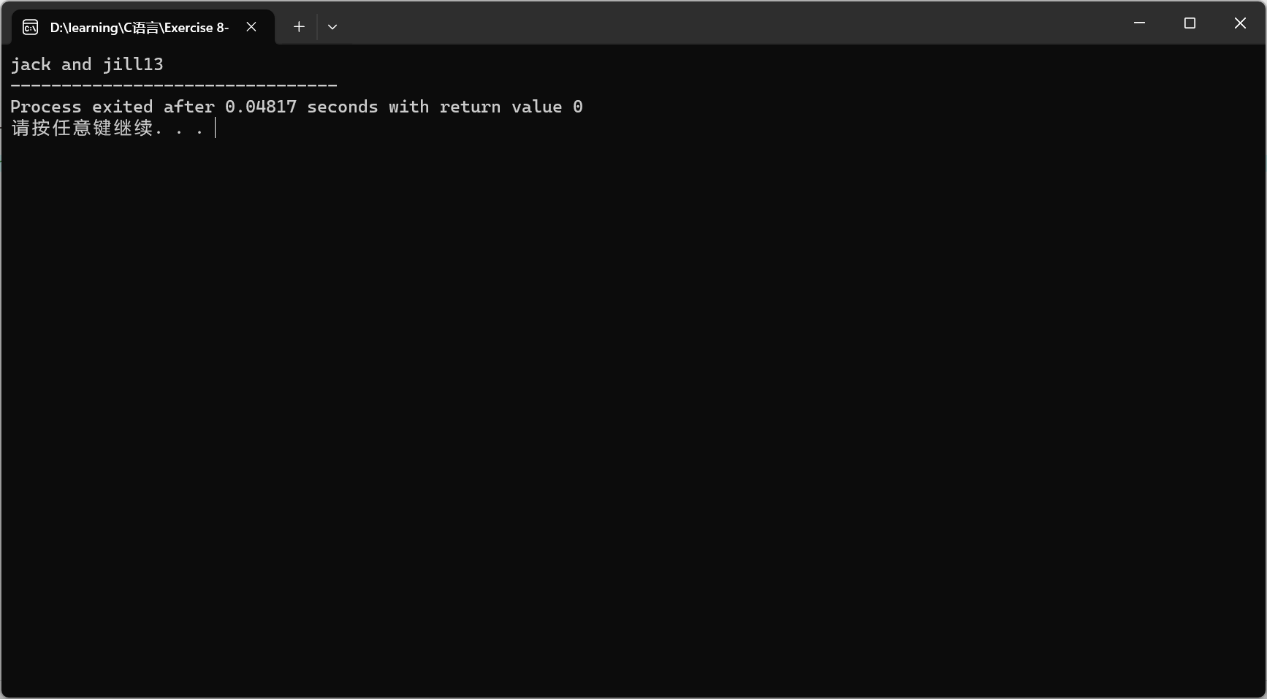 D:\learning\C语言\Exercise 8-
jack and jill13
--------------------------------
Process exited after 0.04817 seconds with return value 0
请按任意键继续. . .